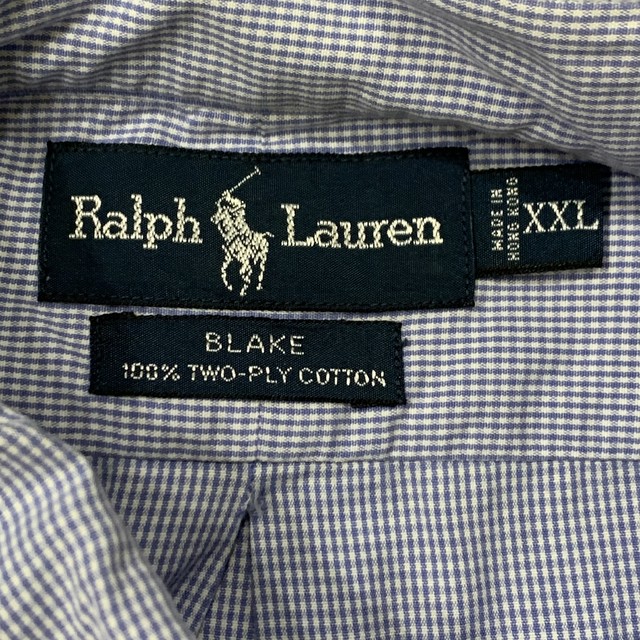 Ralph Lauren
MADE IN
HONG KONG
XXL
BLAKE
100% TWO-PLY COTTON